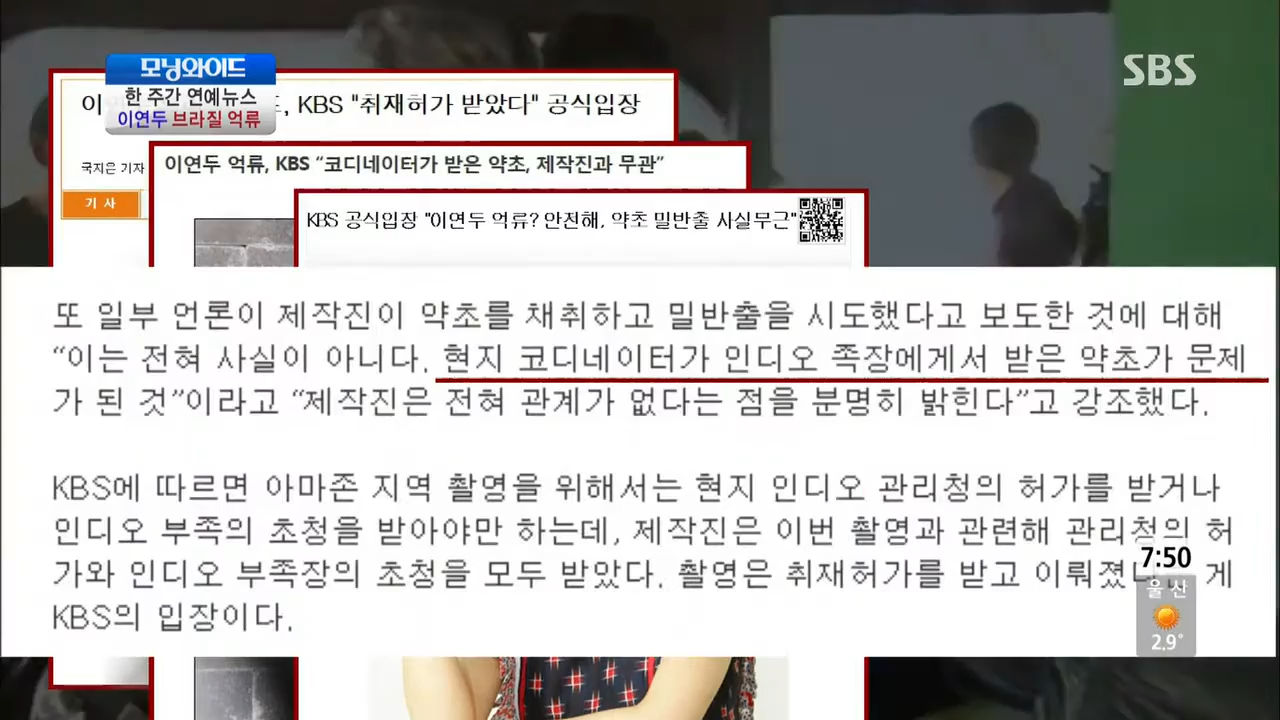 모닝와이드
한 주간 연예뉴스
이연두 브라질 억류
SBS
이
, KBS "취재허가 받았다" 공식입장
국지은 기자
기 사
이연두 억류, KBS “코디네이터가 받은 약초, 제작진과 무관”
KBS 공식입장 "이연두 억류? 안전해, 약초 밀반출 사실무근"
또 일부 언론이 제작진이 약초를 채취하고 밀반출을 시도했다고 보도한 것에 대해
“이는 전혀 사실이 아니다. 현지 코디네이터가 인디오 족장에게서 받은 약초가 문제
가 된 것”이라고 “제작진은 전혀 관계가 없다는 점을 분명히 밝힌다”고 강조했다.
KBS에 따르면 아마존 지역 촬영을 위해서는 현지 인디오 관리청의 허가를 받거나
인디오 부족의 초청을 받아야만 하는데, 제작진은 이번 촬영과 관련해 관리청의 허
가와 인디오 부족장의 초청을 모두 받았다. 촬영은 취재허가를 받고 이뤄졌 게
KBS의 입장이다.
7:50
울산
2.9°